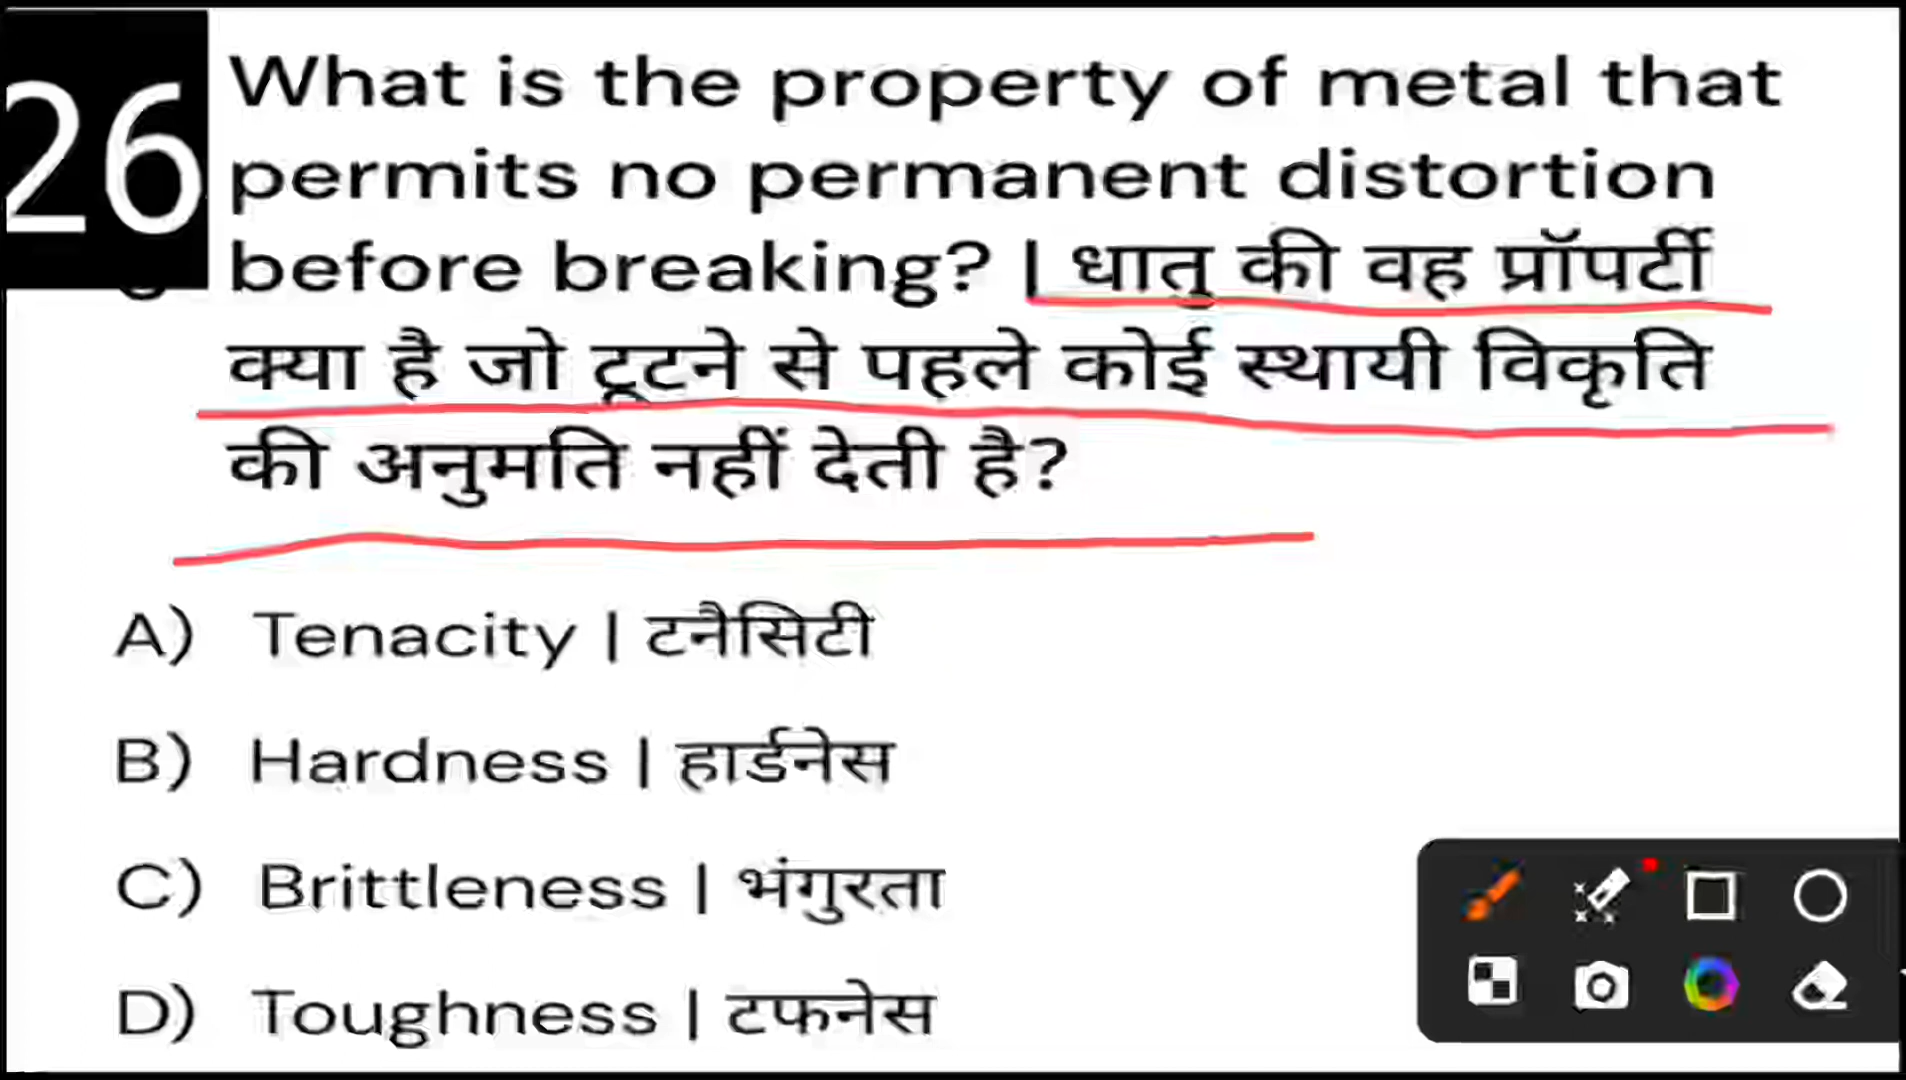 26
What is the property of metal that
permits no permanent distortion
before breaking? | धातु की वह प्रॉपर्टी
क्या है जो टूटने से पहले कोई स्थायी विकृति
की अनुमति नहीं देती है?
A) Tenacity | टनैसिटी
B) Hardness | हार्डनेस
C) Brittleness | भंगुरता
D) Toughness | टफनेस